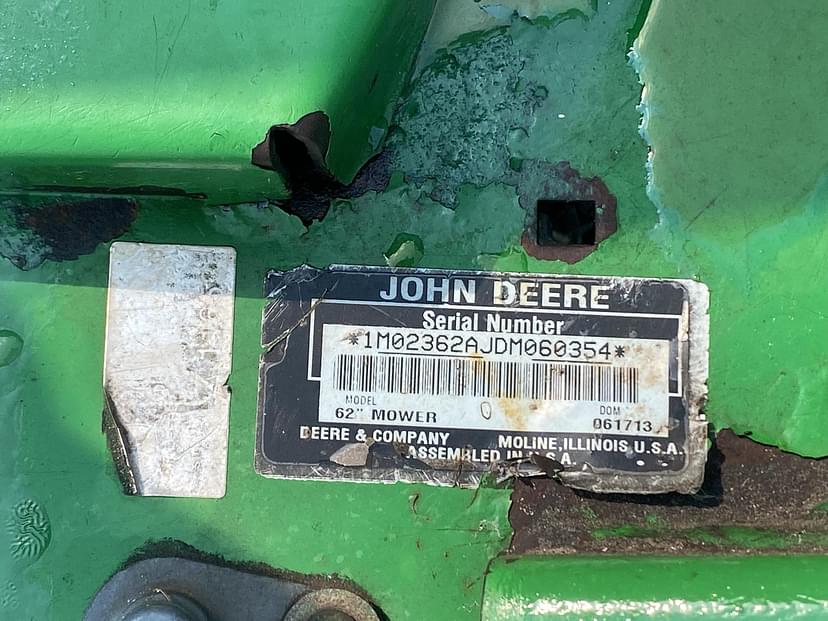 JOHN DEERE
Serial Number
*1M02362AJDM060354*
MODEL DOM
62" MOWER 061713
DEERE & COMPANY MOLINE, ILLINOIS U.S.A.
ASSEMBLED IN U.S.A.